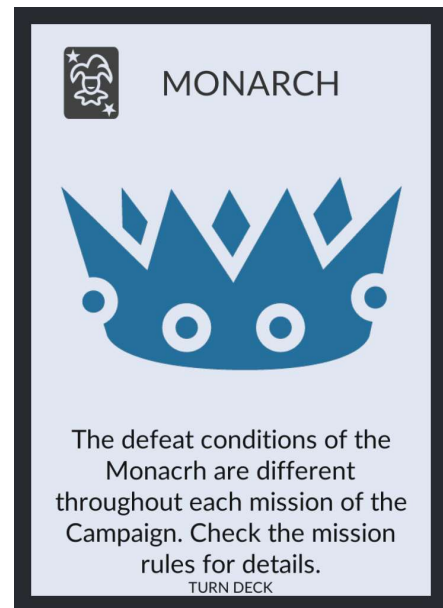 MONARCH
The defeat conditions of the
Monacrh are different
throughout each mission of the
Campaign. Check the mission
rules for details.
TURN DECK